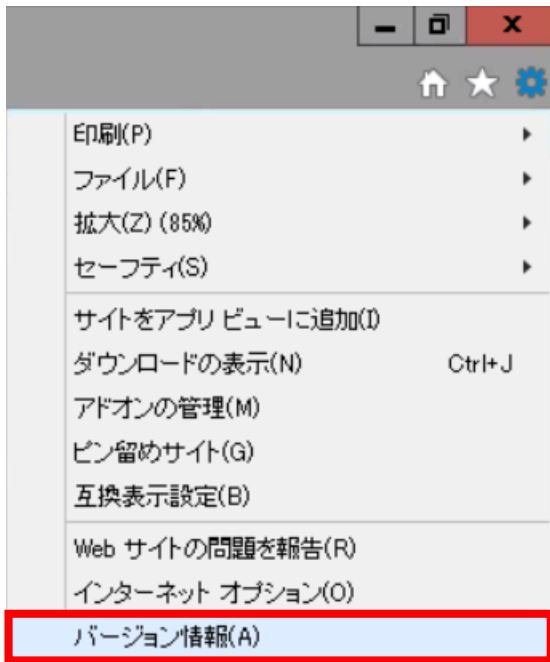 印刷(P)
ファイル(F)
拡大(Z) (85%)
セーフティ(S)
サイトをアプリ ビューに追加(I)
ダウンロードの表示(N) Ctrl+J
アドオンの管理(M)
ピン留めサイト(G)
互換表示設定(B)
Web サイトの問題を報告(R)
インターネット オプション(O)
バージョン情報(A)